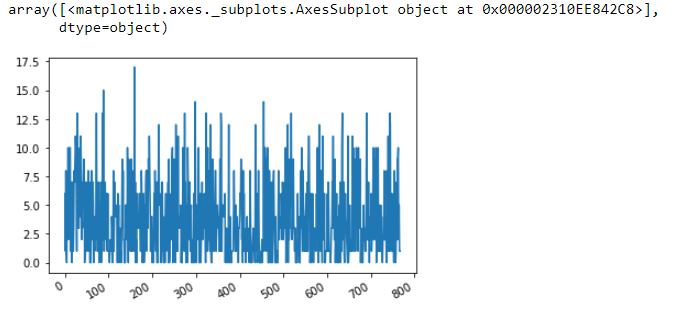 array([<matplotlib.axes._subplots.AxesSubplot object at 0x000002310EE842C8>],
dtype=object)
17.5
15.0
12.5
10.0
7.5
5.0
2.5
0.0
0 100 200 300 400 500 600 700 800